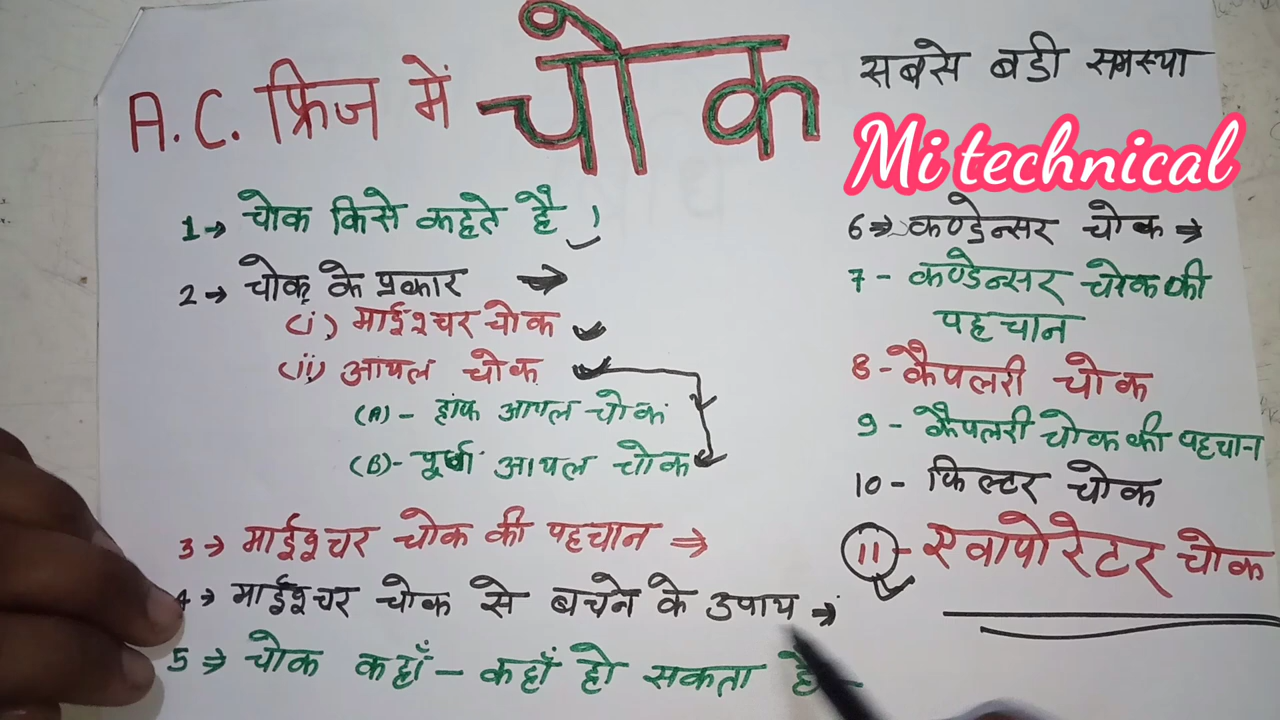 A.C. फ्रिज में चोक
सबसे बडी समस्या
Mi technical
1→ चोक किसे कहते है ।
2→ चोक के प्रकार →
(i) माईश्चर चोक
(ii) आयल चोक
(A)- हाफ आयल चोक
(B)- पूर्ण आयल चोक
3→ माईश्चर चोक की पहचान ⇒
4→ माईश्चर चोक से बचने के उपाय →
5⇒ चोक कहाँ – कहाँ हो सकता है –
6⇒ कण्डेन्सर चोक ⇒
7- कण्डेन्सर चोक की
पहचान
8- कैपलरी चोक
9- कैपलरी चोक की पहचान
10- फिल्टर चोक
11- एवापोरेटर चोक